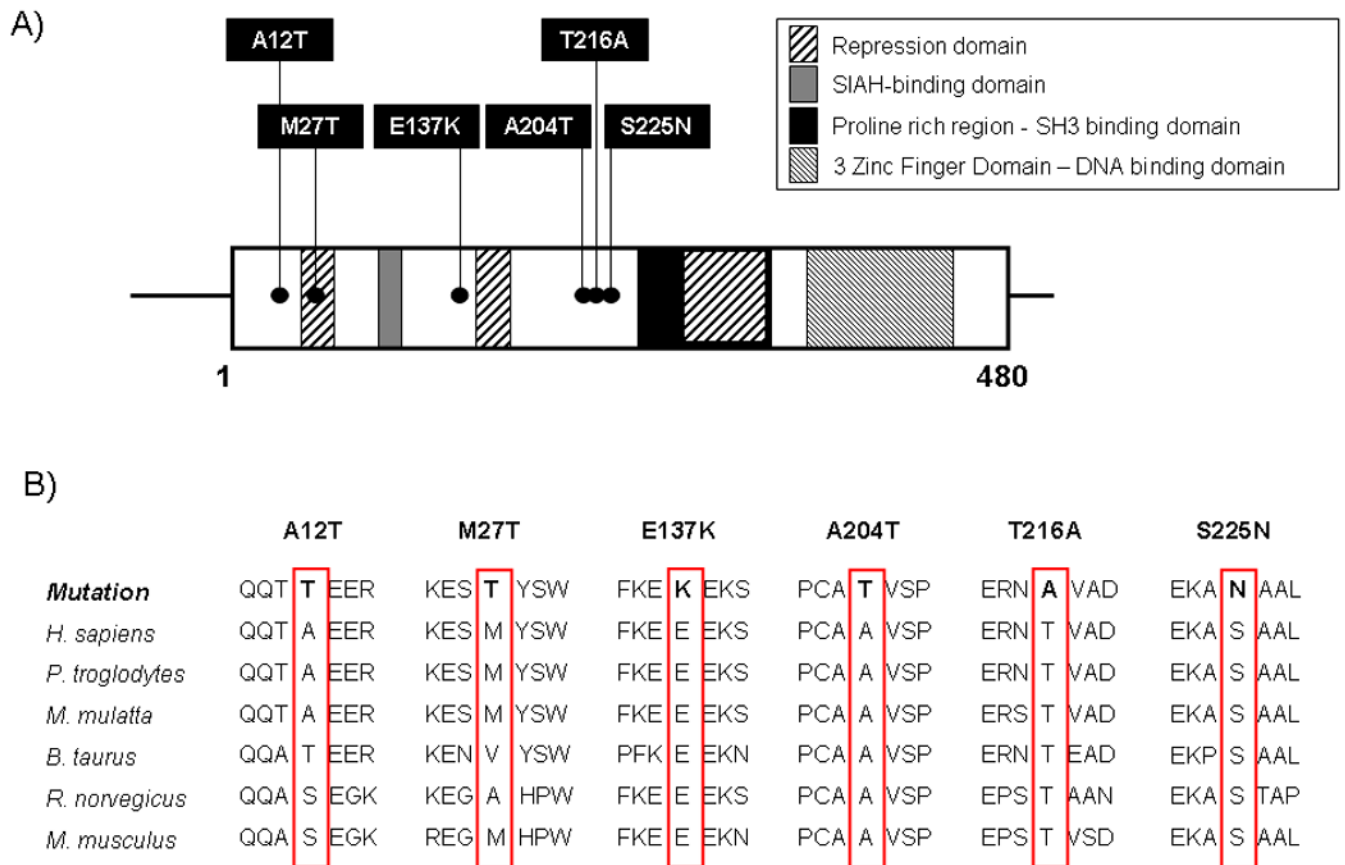 A)
A12T
T216A
M27T E137K A204T S225N
Repression domain
SIAH-binding domain
Proline rich region - SH3 binding domain
3 Zinc Finger Domain – DNA binding domain
1
480
B)
A12T M27T E137K A204T T216A S225N
Mutation QQT T EER KES T YSW FKE K EKS PCA T VSP ERN A VAD EKA N AAL
H. sapiens QQT A EER KES M YSW FKE E EKS PCA A VSP ERN T VAD EKA S AAL
P. troglodytes QQT A EER KES M YSW FKE E EKS PCA A VSP ERN T VAD EKA S AAL
M. mulatta QQT A EER KES M YSW FKE E EKS PCA A VSP ERS T VAD EKA S AAL
B. taurus QQA T EER KEN V YSW PFK E EKN PCA A VSP ERN T EAD EKP S AAL
R. norvegicus QQA S EGK KEG A HPW FKE E EKS PCA A VSP EPS T AAN EKA S TAP
M. musculus QQA S EGK REG M HPW FKE E EKN PCA A VSP EPS T VSD EKA S AAL